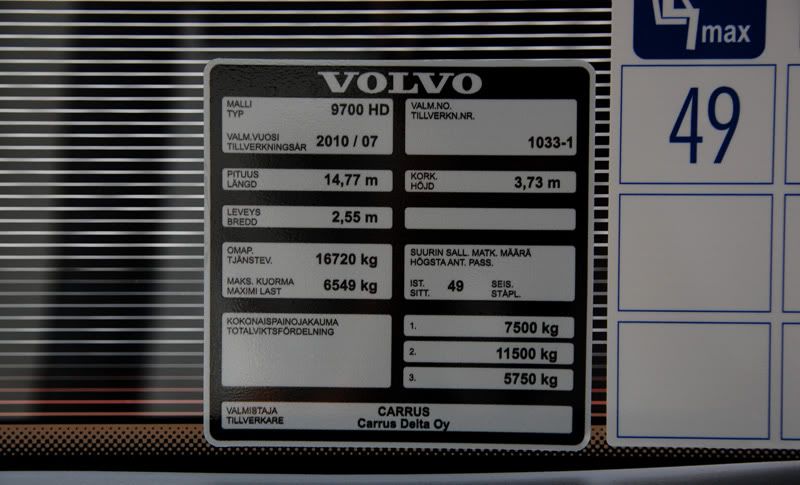 VOLVO
MALLI
TYP
9700 HD
VALM.VUOSI
TILLVERKNINGSÅR
2010 / 07
VALM.NO.
TILLVERKN.NR.
1033-1
PITUUS
LÄNGD
14,77 m
KORK.
HÖJD
3,73 m
LEVEYS
BREDD
2,55 m
OMAP.
TJÄNSTEV.
16720 kg
MAKS. KUORMA
MAXIMI LAST
6549 kg
SUURIN SALL. MATK. MÄÄRÄ
HÖGSTA ANT. PASS.
IST.
SITT.
49
SEIS.
STÅPL.
KOKONAISPAINOJAKAUMA
TOTALVIKTSFÖRDELNING
1. 7500 kg
2. 11500 kg
3. 5750 kg
VALMISTAJA
TILLVERKARE
CARRUS
Carrus Delta Oy
max
49